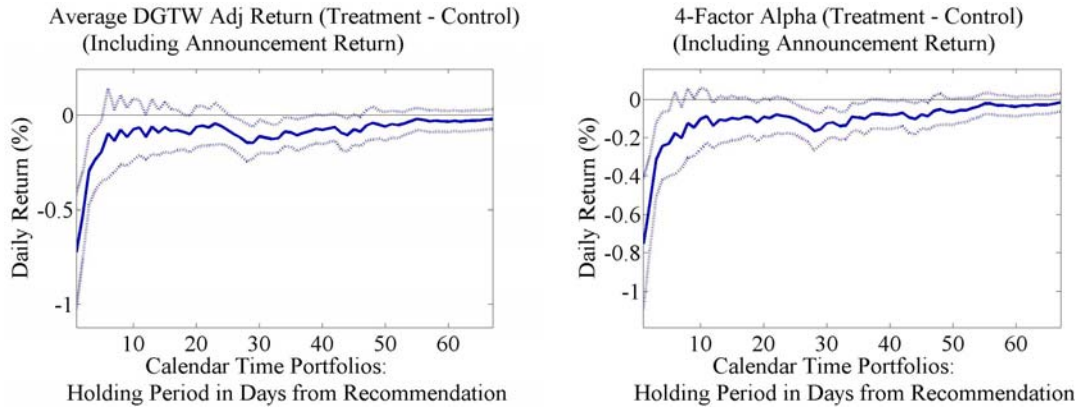 Average DGTW Adj Return (Treatment - Control)
(Including Announcement Return)
Daily Return (%)
0
-0.5
-1
10 20 30 40 50 60
Calendar Time Portfolios:
Holding Period in Days from Recommendation
4-Factor Alpha (Treatment - Control)
(Including Announcement Return)
Daily Return (%)
0
-0.2
-0.4
-0.6
-0.8
-1
10 20 30 40 50 60
Calendar Time Portfolios:
Holding Period in Days from Recommendation